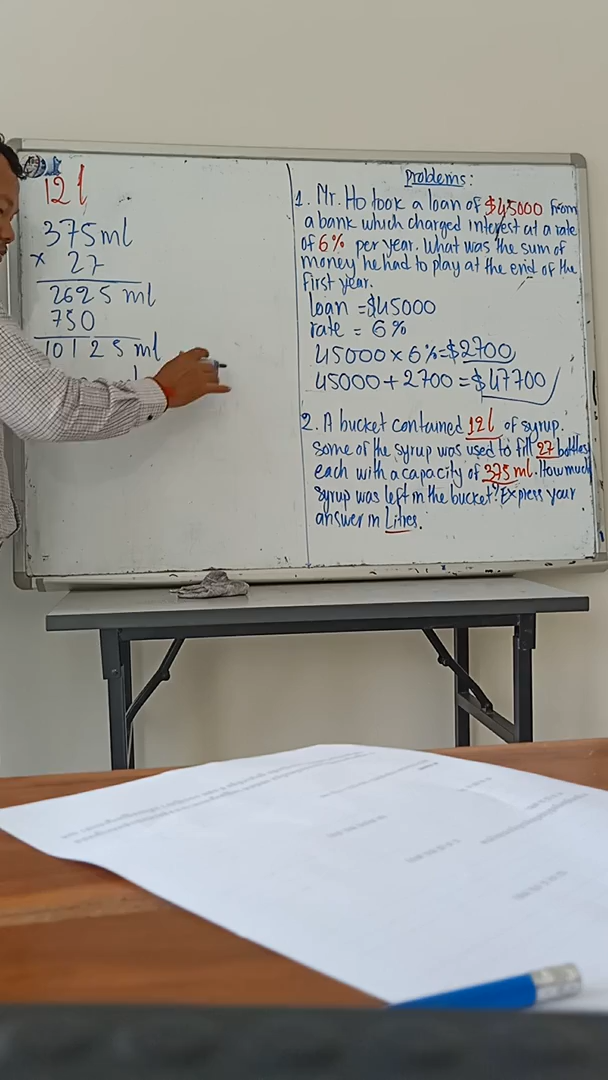 12 l
375 ml
× 27
2625 ml
750
10125 ml
Problems:
1. Mr. Ho took a loan of $45000 from
a bank which charged interest at a rate
of 6% per year. What was the sum of
money he had to play at the end of the
first year.
loan = $45000
rate = 6%
45000 × 6% = $2700
45000 + 2700 = $47700
2. A bucket contained 12 l of syrup.
some of the syrup was used to fill 27 bottles
each with a capacity of 375 ml. How much
syrup was left in the bucket? Express your
answer in Litres.